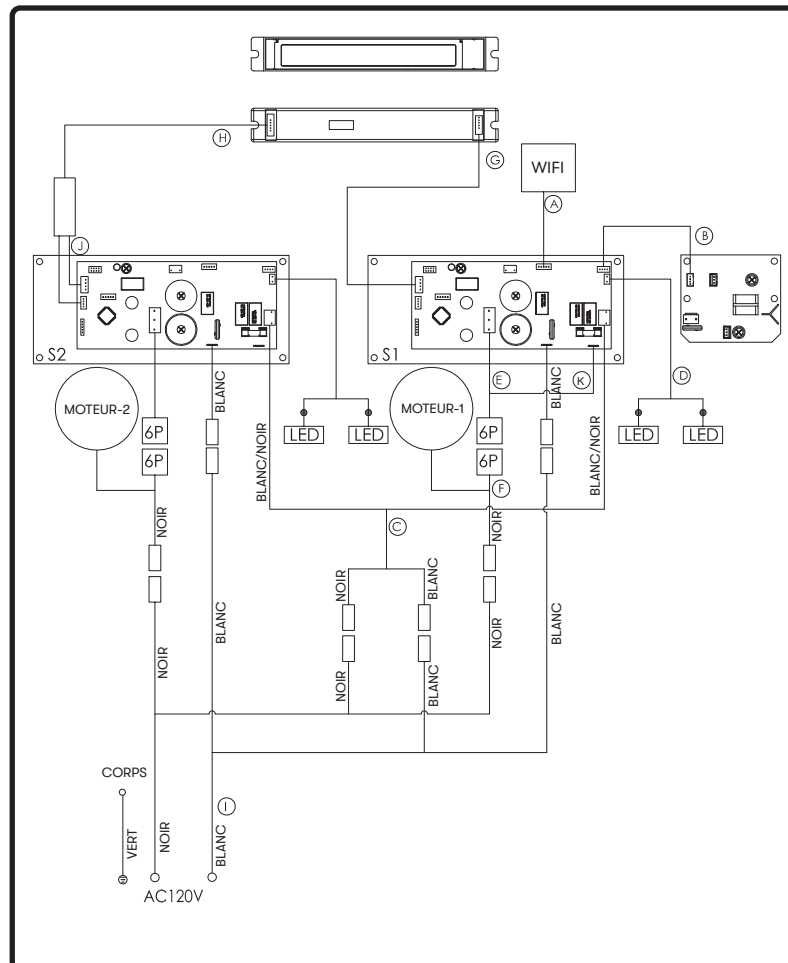 H
G
WIFI
A
J
B
S2
S1
E
K
D
MOTEUR-2
BLANC
MOTEUR-1
BLANC
6P
LED
LED
6P
LED
LED
6P
BLANC/NOIR
6P
BLANC/NOIR
F
NOIR
C
NOIR
NOIR
BLANC
NOIR
BLANC
NOIR
BLANC
NOIR
BLANC
CORPS
VERT
NOIR
BLANC
I
AC120V